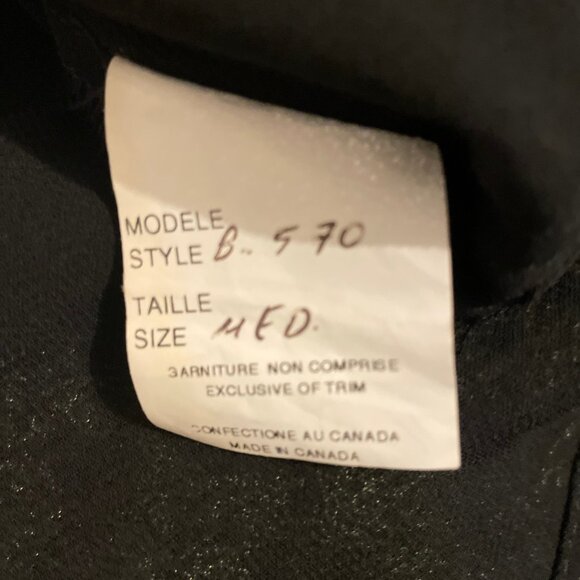 MODELE
STYLE B.. 570
TAILLE
SIZE MED.
GARNITURE NON COMPRISE
EXCLUSIVE OF TRIM
CONFECTIONE AU CANADA
MADE IN CANADA